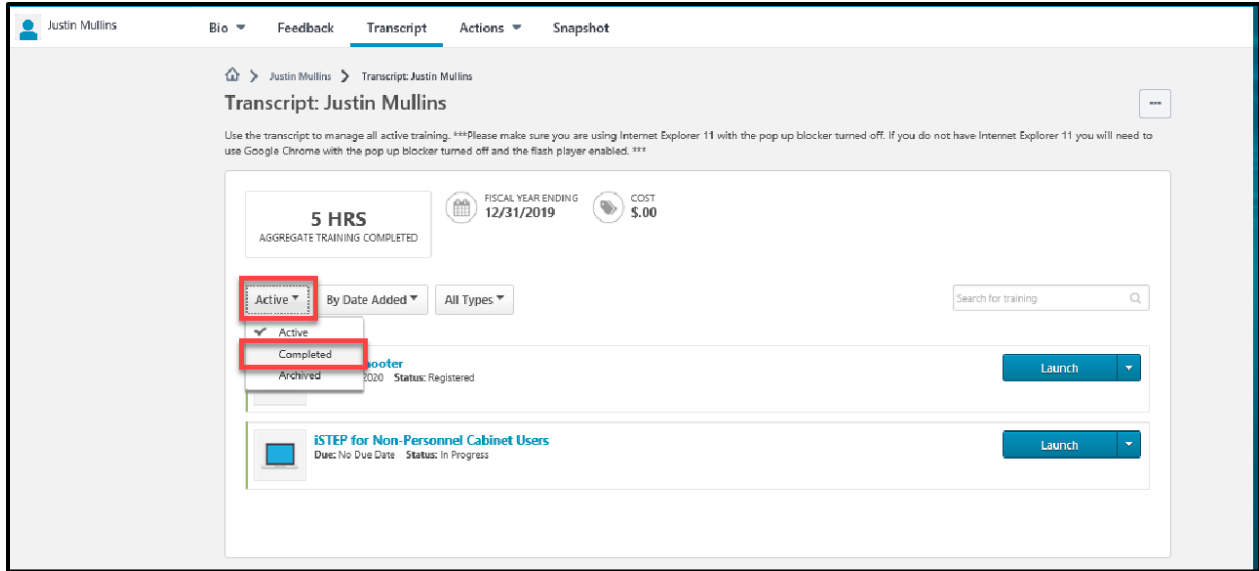 Justin Mullins
Bio Feedback Transcript Actions Snapshot
Justin Mullins Transcript: Justin Mullins
Transcript: Justin Mullins
Use the transcript to manage all active training. ***Please make sure you are using Internet Explorer 11 with the pop up blocker turned off. If you do not have Internet Explorer 11 you will need to
use Google Chrome with the pop up blocker turned off and the flash player enabled. ***
5 HRS
AGGREGATE TRAINING COMPLETED
FISCAL YEAR ENDING
12/31/2019
COST
$.00
Active By Date Added All Types Search for training
Active
Completed
Archived
hooter
2020 Status: Registered
Launch
iSTEP for Non-Personnel Cabinet Users
Due: No Due Date Status: In Progress
Launch